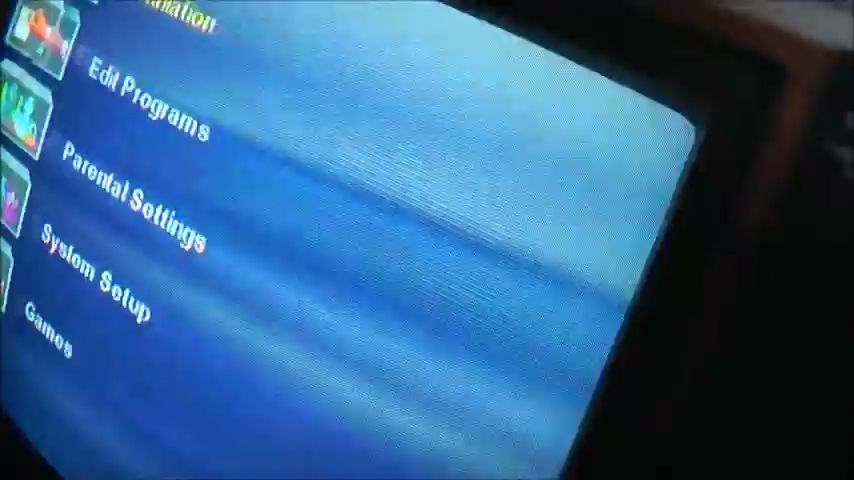 Edit Programs
Parental Settings
System Setup
Games